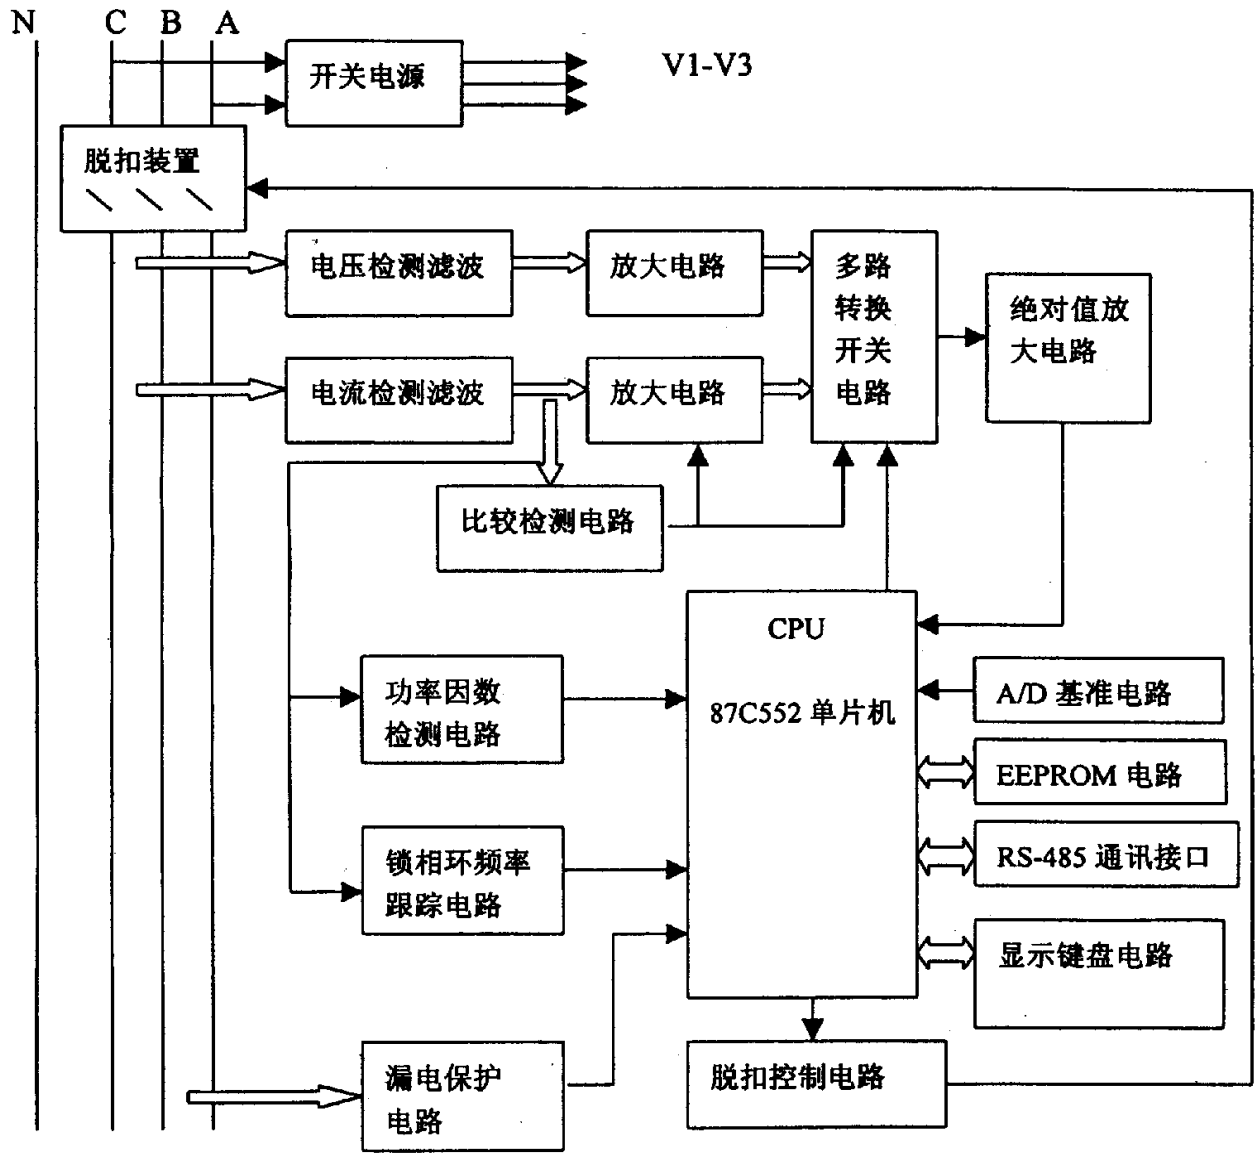 N C B A
开关电源
V1-V3
脱扣装置
电压检测滤波
放大电路
多路
转换
开关
电路
绝对值放
大电路
电流检测滤波
放大电路
比较检测电路
CPU
87C552 单片机
功率因数
检测电路
A/D 基准电路
EEPROM 电路
锁相环频率
跟踪电路
RS-485 通讯接口
显示键盘电路
漏电保护
电路
脱扣控制电路